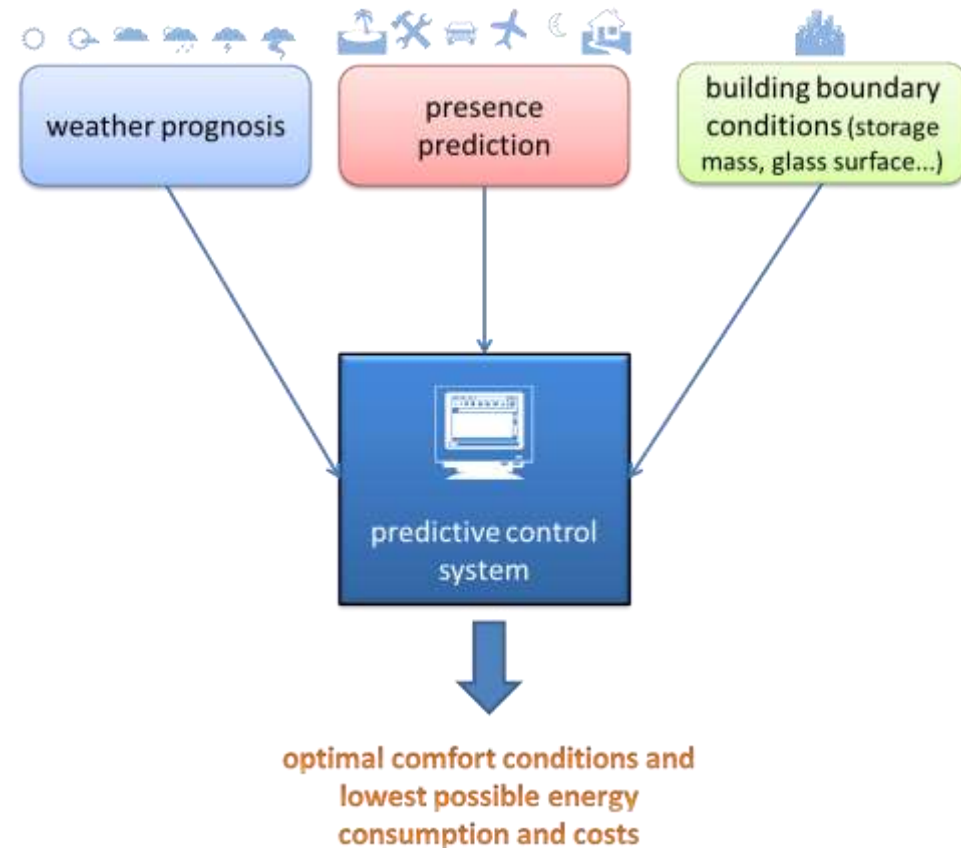 weather prognosis
presence
prediction
building boundary
conditions (storage
mass, glass surface...)
predictive control
system
optimal comfort conditions and
lowest possible energy
consumption and costs